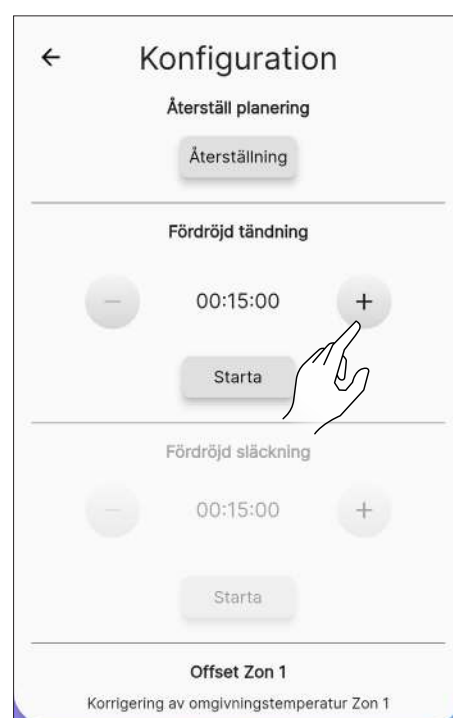 Konfiguration
Återställ planering
Återställning
Fördröjd tändning
00:15:00
Starta
Fördröjd släckning
00:15:00
Starta
Offset Zon 1
Korrigering av omgivningstemperatur Zon 1